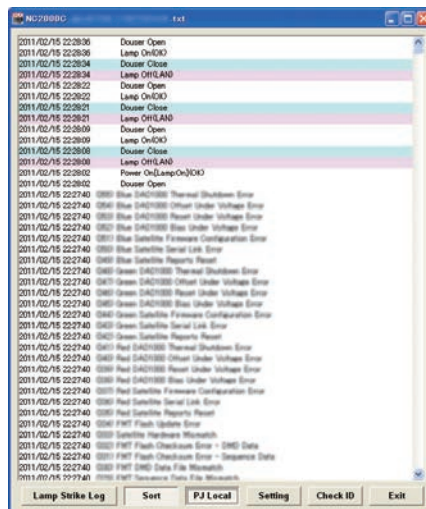 NC2000C .txt
2011/02/15 22:28:36 Douser Open
2011/02/15 22:28:36 Lamp On(OK)
2011/02/15 22:28:34 Douser Close
2011/02/15 22:28:34 Lamp Off(LAN)
2011/02/15 22:28:22 Douser Open
2011/02/15 22:28:22 Lamp On(OK)
2011/02/15 22:28:21 Douser Close
2011/02/15 22:28:21 Lamp Off(LAN)
2011/02/15 22:28:09 Douser Open
2011/02/15 22:28:09 Lamp On(OK)
2011/02/15 22:28:08 Douser Close
2011/02/15 22:28:08 Lamp Off(LAN)
2011/02/15 22:28:02 Power On[Lamp:On](OK)
2011/02/15 22:28:02 Douser Open
2011/02/15 22:27:40 Blue DAD1000 Thermal Shutdown Error
2011/02/15 22:27:40 Blue DAD1000 Offset Under Voltage Error
2011/02/15 22:27:40 Blue DAD1000 Reset Under Voltage Error
2011/02/15 22:27:40 Blue DAD1000 Bias Under Voltage Error
2011/02/15 22:27:40 Blue Satellite Firmware Configuration Error
2011/02/15 22:27:40 Blue Satellite Serial Link Error
2011/02/15 22:27:40 Blue Satellite Reports Reset
2011/02/15 22:27:40 Green DAD1000 Thermal Shutdown Error
2011/02/15 22:27:40 Green DAD1000 Offset Under Voltage Error
2011/02/15 22:27:40 Green DAD1000 Reset Under Voltage Error
2011/02/15 22:27:40 Green DAD1000 Bias Under Voltage Error
2011/02/15 22:27:40 Green Satellite Firmware Configuration Error
2011/02/15 22:27:40 Green Satellite Serial Link Error
2011/02/15 22:27:40 Green Satellite Reports Reset
2011/02/15 22:27:40 Red DAD1000 Thermal Shutdown Error
2011/02/15 22:27:40 Red DAD1000 Offset Under Voltage Error
2011/02/15 22:27:40 Red DAD1000 Reset Under Voltage Error
2011/02/15 22:27:40 Red DAD1000 Bias Under Voltage Error
2011/02/15 22:27:40 Red Satellite Firmware Configuration Error
2011/02/15 22:27:40 Red Satellite Serial Link Error
2011/02/15 22:27:40 Red Satellite Reports Reset
2011/02/15 22:27:40 FMT Flash Update Error
2011/02/15 22:27:40 Satellite Hardware Mismatch
2011/02/15 22:27:40 FMT Flash Checksum Error - DMD Data
2011/02/15 22:27:40 FMT Flash Checksum Error - Sequence Data
2011/02/15 22:27:40 FMT DMD Data File Mismatch
2011/02/15 22:27:40 FMT Sequence Data File Mismatch
Lamp Strike Log Sort PJ Local Setting Check ID Exit